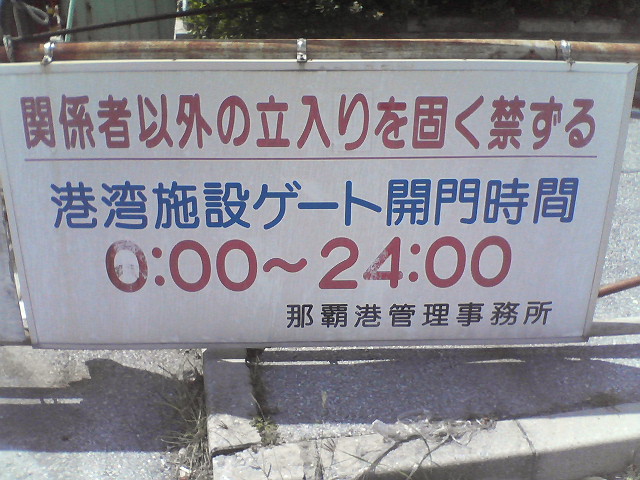 関係者以外の立入りを固く禁ずる
港湾施設ゲート開門時間
0:00～24:00
那覇港管理事務所